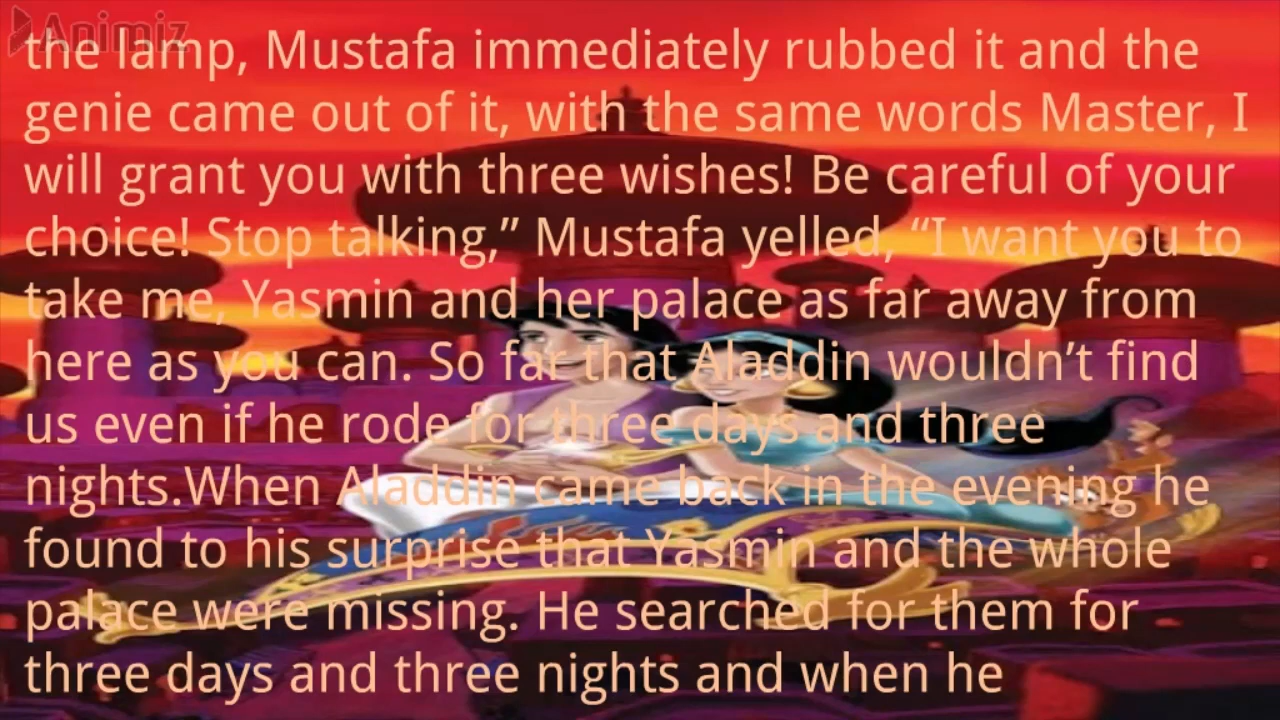 Animiz
the lamp, Mustafa immediately rubbed it and the
genie came out of it, with the same words Master, I
will grant you with three wishes! Be careful of your
choice! Stop talking,” Mustafa yelled, “I want you to
take me, Yasmin and her palace as far away from
here as you can. So far that Aladdin wouldn’t find
us even if he rode for three days and three
nights.When Aladdin came back in the evening he
found to his surprise that Yasmin and the whole
palace were missing. He searched for them for
three days and three nights and when he